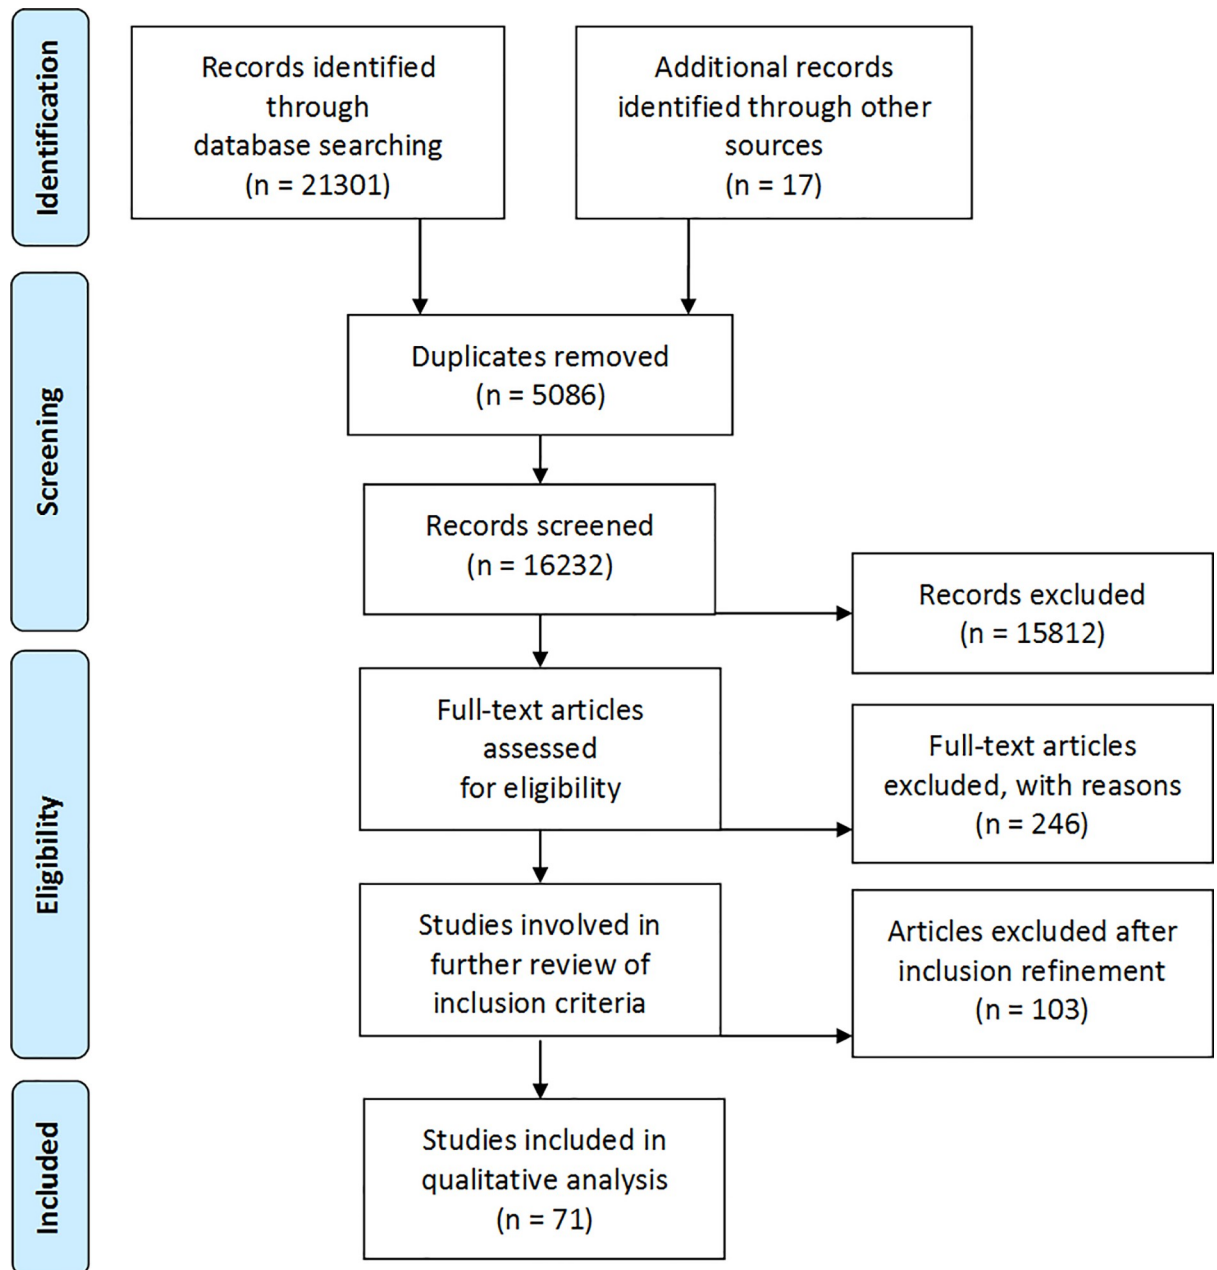 Identification
Records identified
through
database searching
(n = 21301)
Additional records
identified through other
sources
(n = 17)
Screening
Duplicates removed
(n = 5086)
Records screened
(n = 16232)
Records excluded
(n = 15812)
Eligibility
Full-text articles
assessed
for eligibility
Full-text articles
excluded, with reasons
(n = 246)
Studies involved in
further review of
inclusion criteria
Articles excluded after
inclusion refinement
(n = 103)
Included
Studies included in
qualitative analysis
(n = 71)